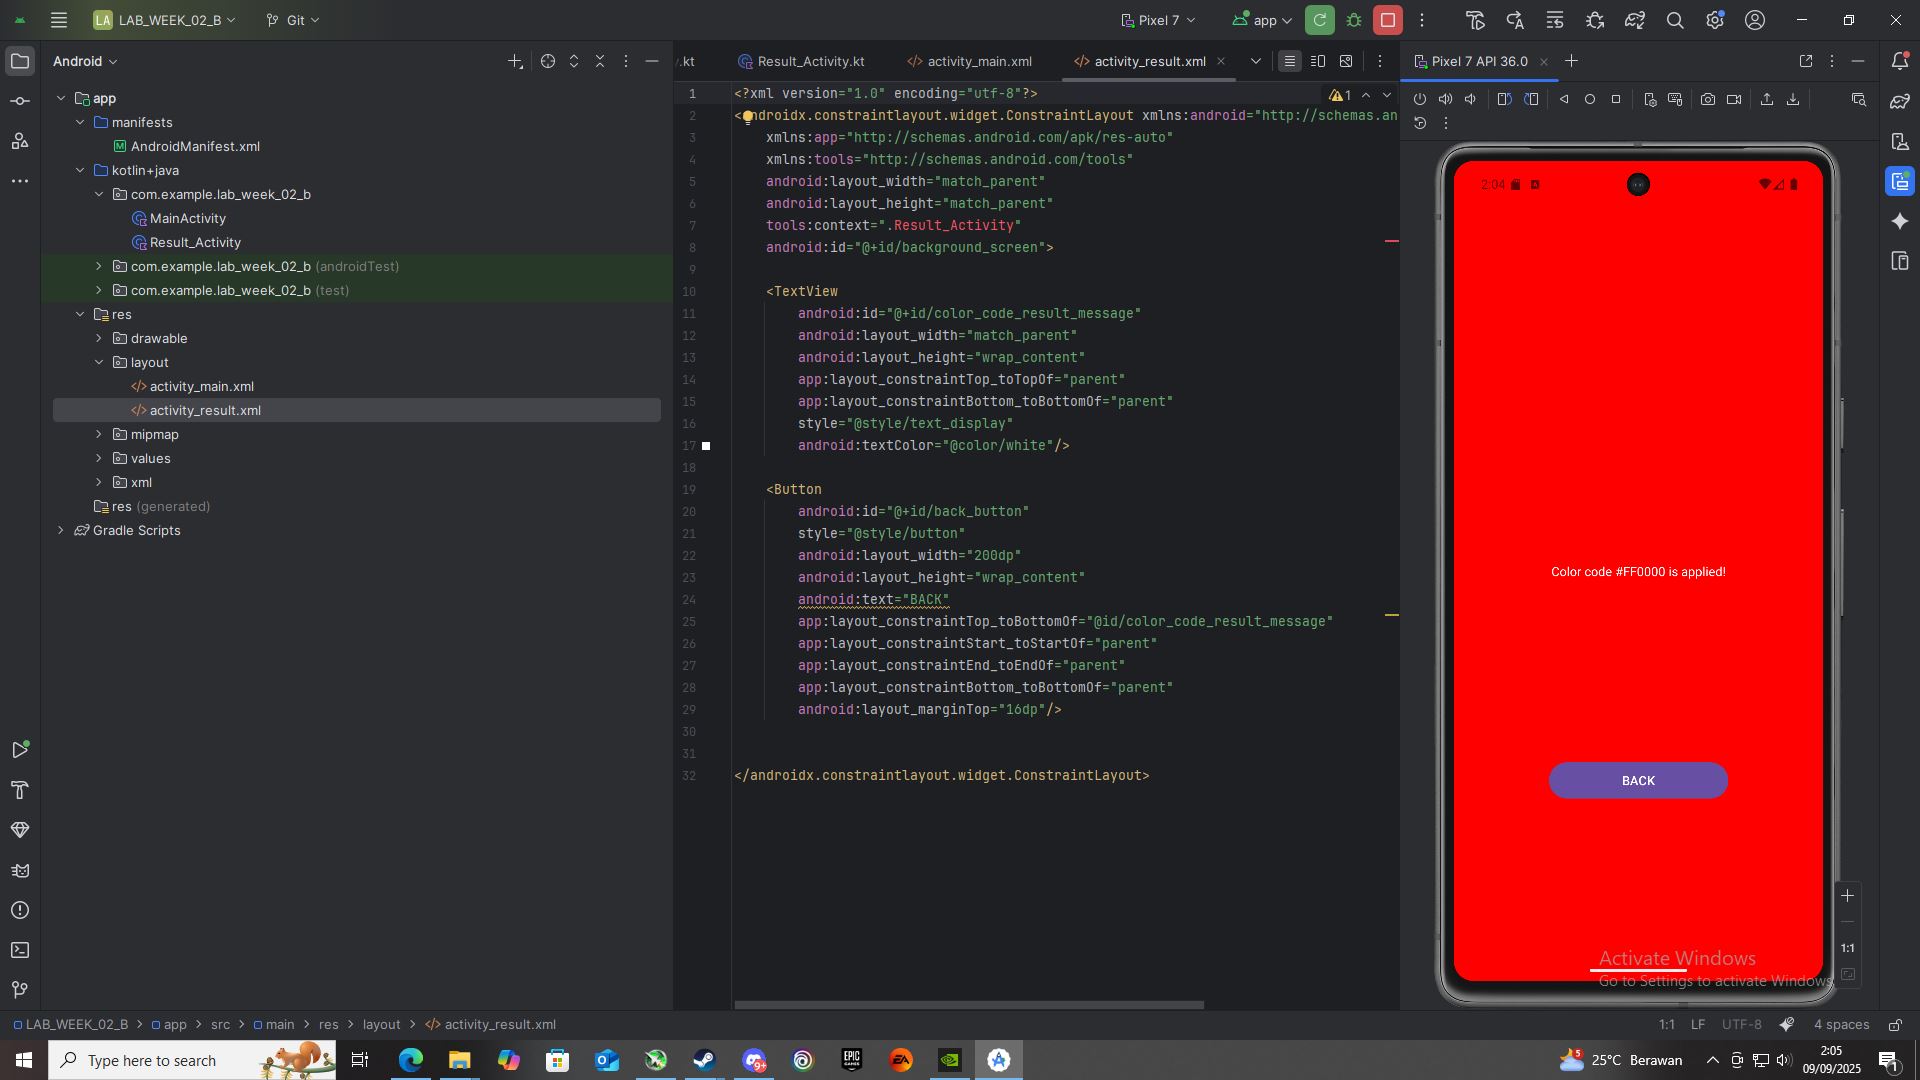 LA LAB_WEEK_02_B Git Pixel 7 app
Android
.kt Result_Activity.kt activity_main.xml activity_result.xml
Pixel 7 API 36.0
app
manifests
AndroidManifest.xml
kotlin+java
com.example.lab_week_02_b
MainActivity
Result_Activity
com.example.lab_week_02_b (androidTest)
com.example.lab_week_02_b (test)
res
drawable
layout
activity_main.xml
activity_result.xml
mipmap
values
xml
res (generated)
Gradle Scripts
1 <?xml version="1.0" encoding="utf-8"?> 1
2 <androidx.constraintlayout.widget.ConstraintLayout xmlns:android="http://schemas.an
3 xmlns:app="http://schemas.android.com/apk/res-auto"
4 xmlns:tools="http://schemas.android.com/tools"
5 android:layout_width="match_parent"
6 android:layout_height="match_parent"
7 tools:context=".Result_Activity"
8 android:id="@+id/background_screen">
9
10 <TextView
11 android:id="@+id/color_code_result_message"
12 android:layout_width="match_parent"
13 android:layout_height="wrap_content"
14 app:layout_constraintTop_toTopOf="parent"
15 app:layout_constraintBottom_toBottomOf="parent"
16 style="@style/text_display"
17 android:textColor="@color/white"/>
18
19 <Button
20 android:id="@+id/back_button"
21 style="@style/button"
22 android:layout_width="200dp"
23 android:layout_height="wrap_content"
24 android:text="BACK"
25 app:layout_constraintTop_toBottomOf="@id/color_code_result_message"
26 app:layout_constraintStart_toStartOf="parent"
27 app:layout_constraintEnd_toEndOf="parent"
28 app:layout_constraintBottom_toBottomOf="parent"
29 android:layout_marginTop="16dp"/>
30
31
32 </androidx.constraintlayout.widget.ConstraintLayout>
2:04
Color code #FF0000 is applied!
BACK
1:1
Activate Windows
Go to Settings to activate Windows.
LAB_WEEK_02_B > app > src > main > res > layout > activity_result.xml
1:1 LF UTF-8 4 spaces
Type here to search
9+
EPIC GAMES
EA
5
25°C Berawan
2:05
09/09/2025
1